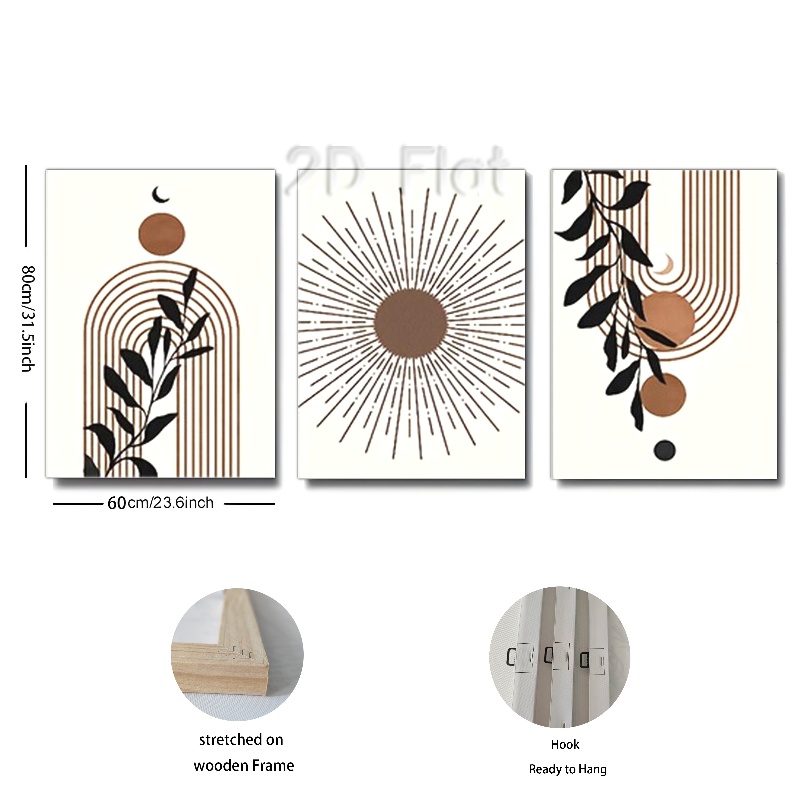 2D Flat
80cm/31.5inch
60cm/23.6inch
stretched on
wooden Frame
Hook
Ready to Hang